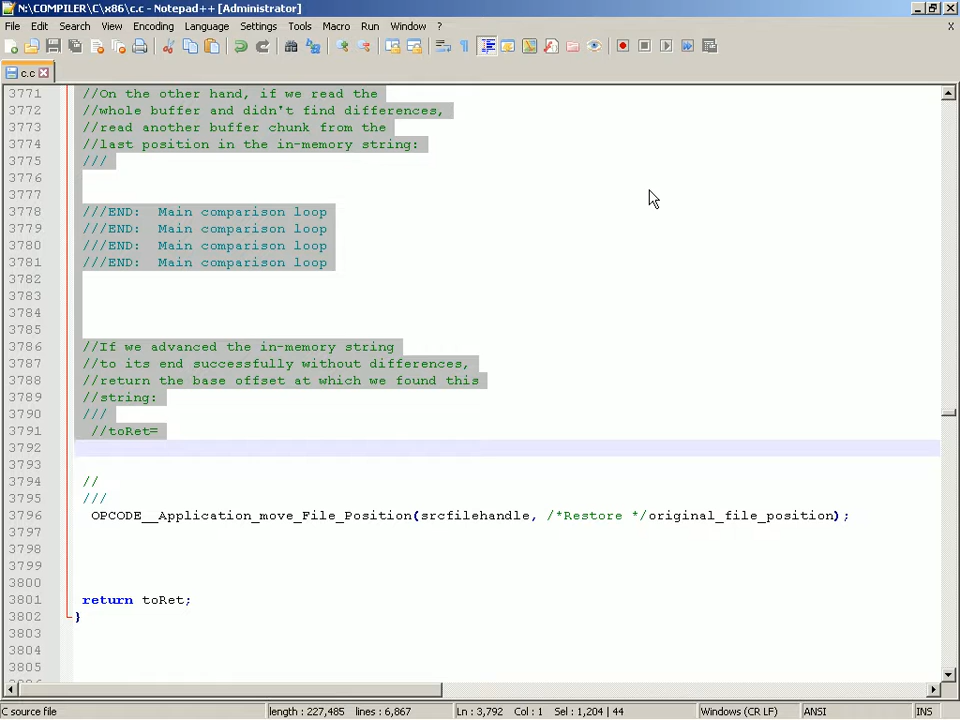 N:\COMPILER\C\x86\c.c - Notepad++ [Administrator]
File Edit Search View Encoding Language Settings Tools Macro Run Window ? X
c.c
3771 //On the other hand, if we read the
3772 //whole buffer and didn't find differences,
3773 //read another buffer chunk from the
3774 //last position in the in-memory string:
3775 ///
3776
3777
3778 ///END:  Main comparison loop
3779 ///END:  Main comparison loop
3780 ///END:  Main comparison loop
3781 ///END:  Main comparison loop
3782
3783
3784
3785
3786 //If we advanced the in-memory string
3787 //to its end successfully without differences,
3788 //return the base offset at which we found this
3789 //string:
3790 ///
3791  //toRet=
3792
3793
3794 //
3795 ///
3796  OPCODE__Application_move_File_Position(srcfilehandle, /*Restore */original_file_position);
3797
3798
3799
3800
3801 return toRet;
3802 }
3803
3804
3805
C source file length : 227,485 lines : 6,867 Ln : 3,792 Col : 1 Sel : 1,204 | 44 Windows (CR LF) ANSI INS